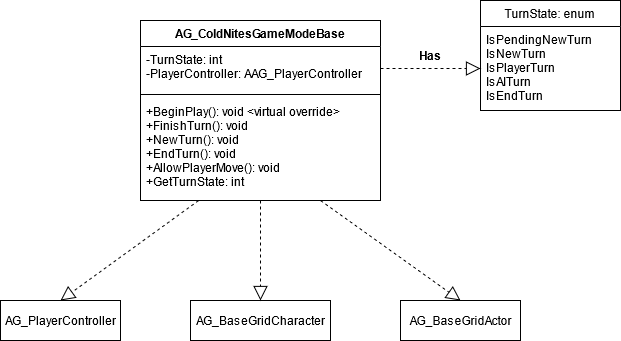 AG_ColdNitesGameModeBase
-TurnState: int
-PlayerController: AAG_PlayerController
+BeginPlay(): void <virtual override>
+FinishTurn(): void
+NewTurn(): void
+EndTurn(): void
+AllowPlayerMove(): void
+GetTurnState: int
Has
TurnState: enum
IsPendingNewTurn
IsNewTurn
IsPlayerTurn
IsAITurn
IsEndTurn
AG_PlayerController
AG_BaseGridCharacter
AG_BaseGridActor